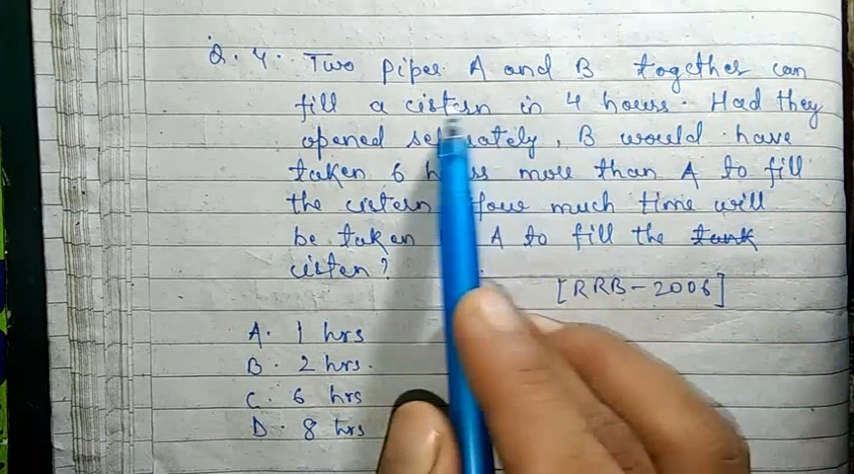 Q. 4. Two pipes A and B together can
fill a cistern in 4 hours. Had they
opened separately, B would have
taken 6 hours more than A to fill
the cistern. How much time will
be taken A to fill the tank
cisten?
[RRB-2006]
A. 1 hrs
B. 2 hrs.
C. 6 hrs
D. 8 hrs